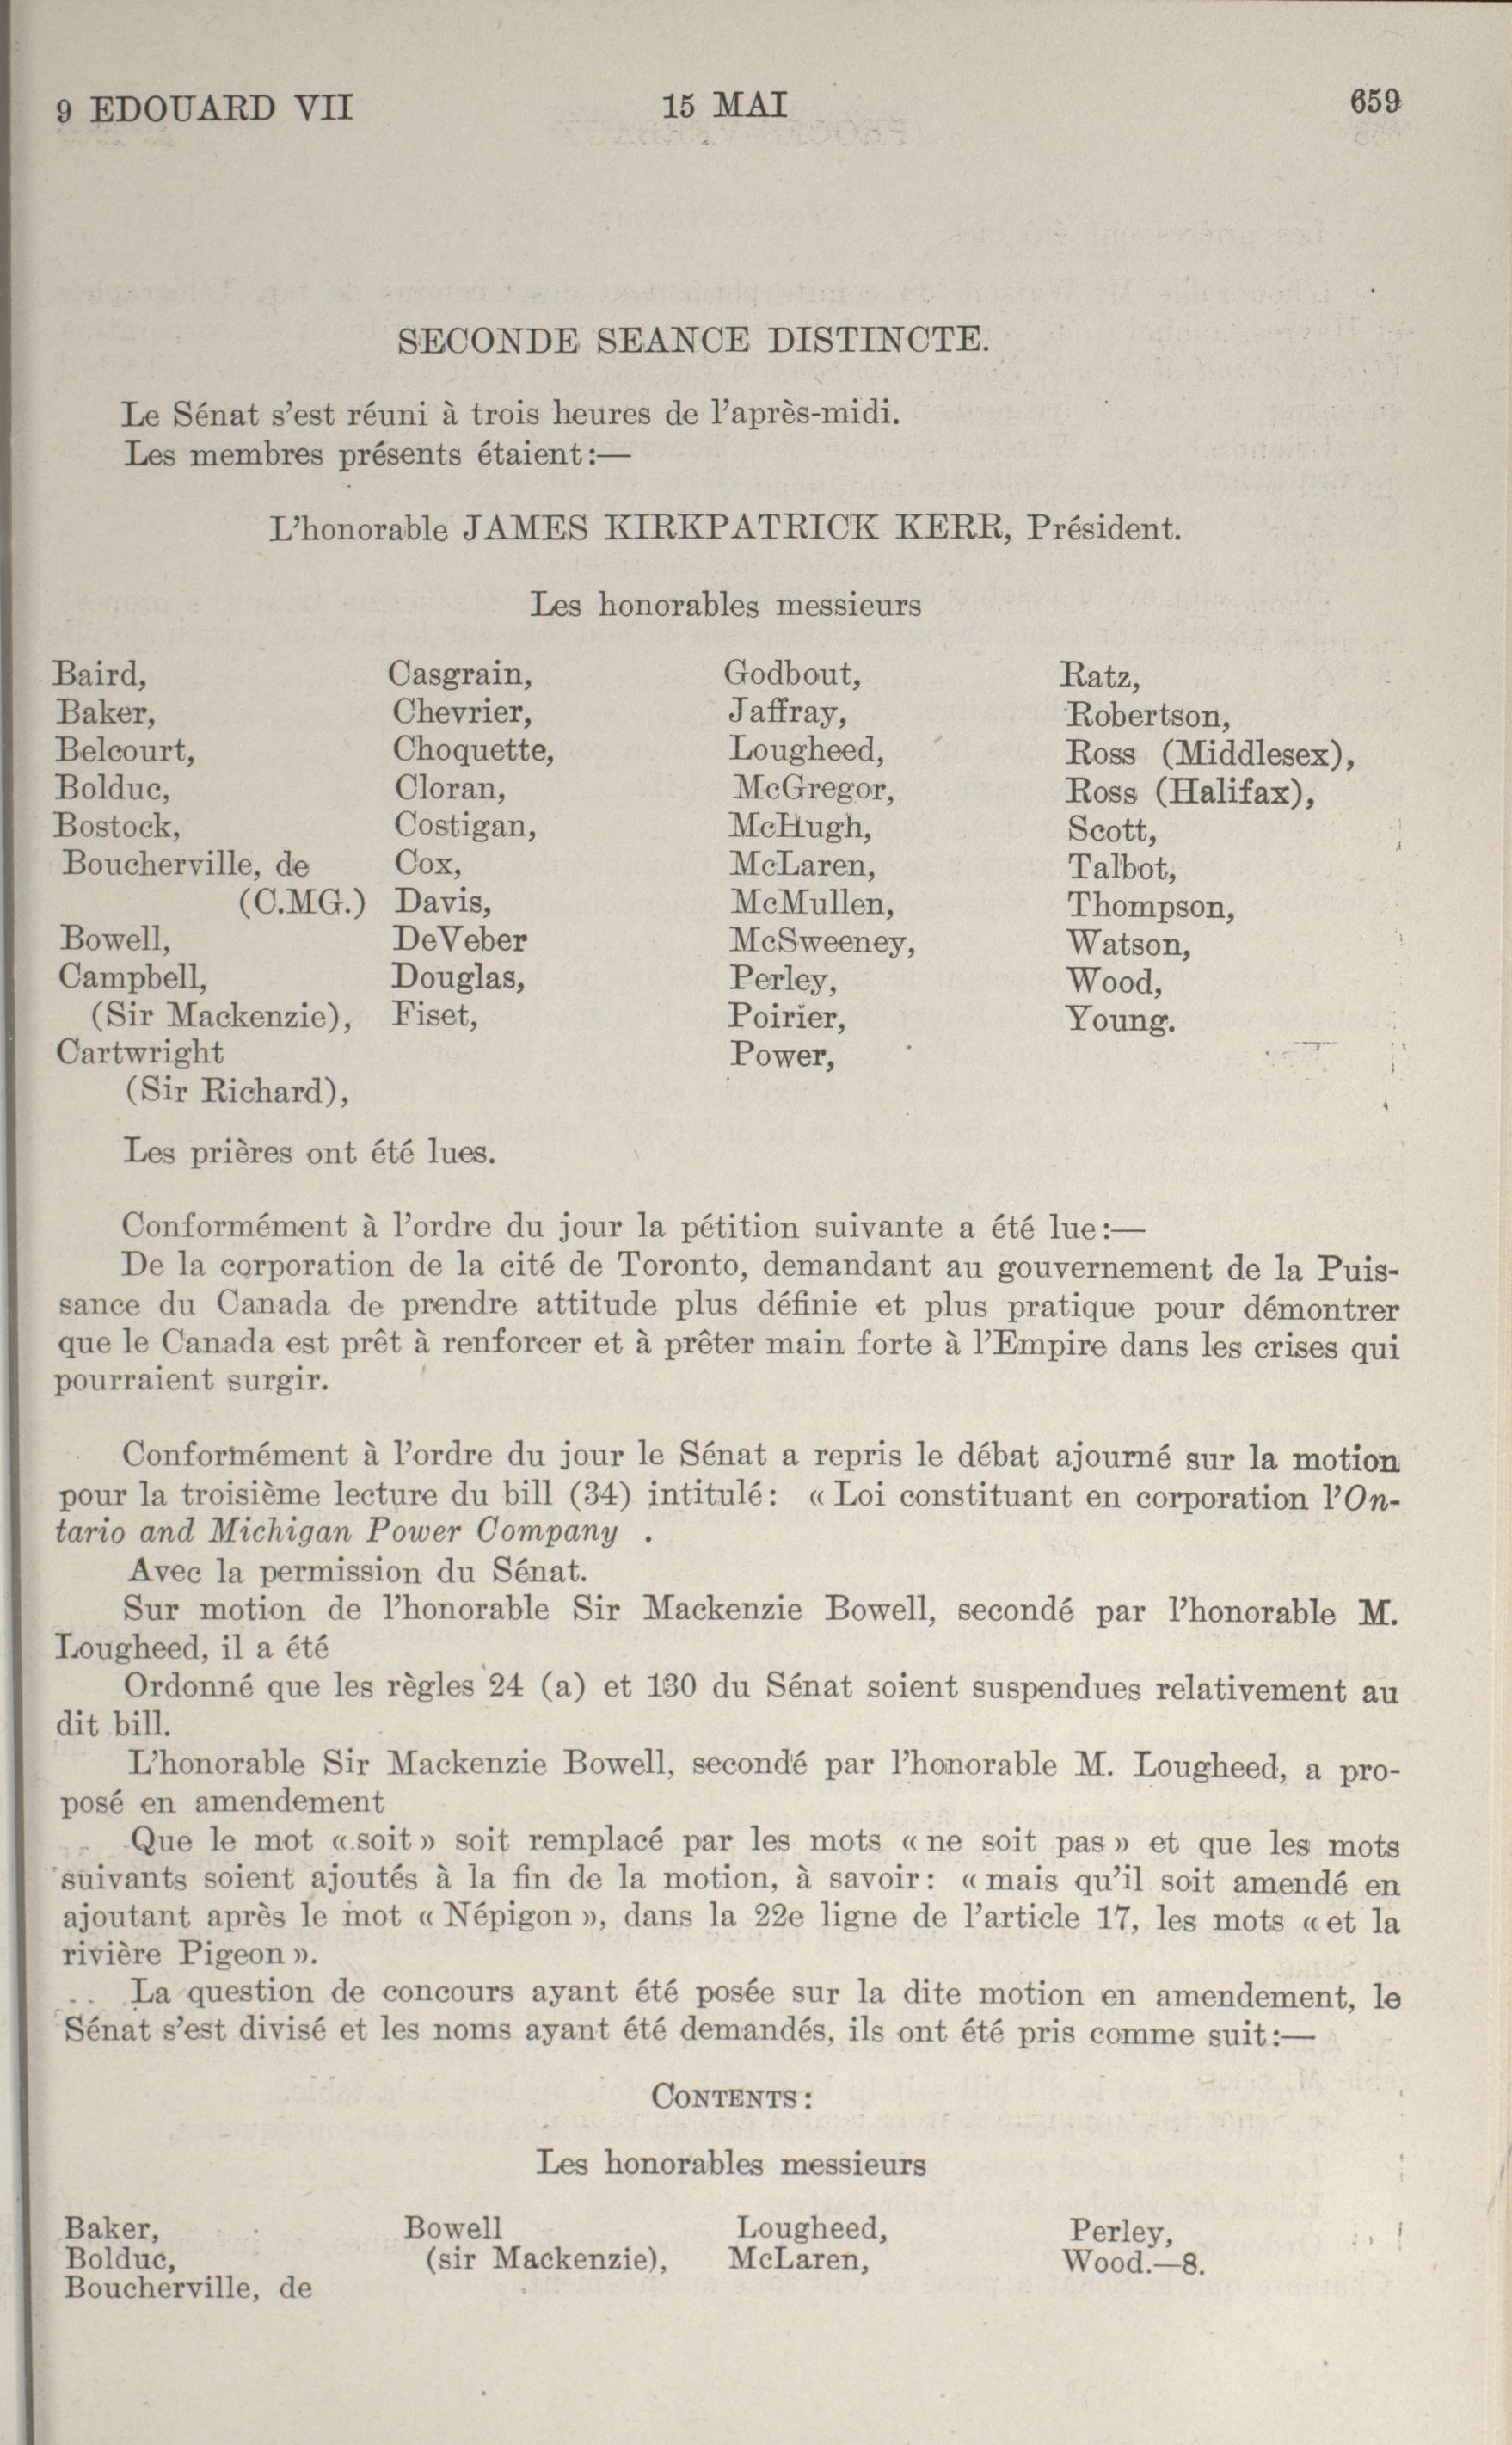 9 EDOUARD VII 15 MAI 659
SECONDE SEANCE DISTINCTE.
Le Sénat s'est réuni à trois heures de l'après-midi.
Les membres présents étaient:—
L'honorable JAMES KIRKPATRICK KERR, Président.
Les honorables messieurs
Baird,
Baker,
Belcourt,
Bolduc,
Bostock,
Boucherville, de
(C.MG.)
Bowell,
Campbell,
(Sir Mackenzie),
Cartwright
(Sir Richard),
Casgrain,
Chevrier,
Choquette,
Cloran,
Costigan,
Cox,
Davis,
DeVeber
Douglas,
Fiset,
Godbout,
Jaffray,
Lougheed,
McGregor,
McHugh,
McLaren,
McMullen,
McSweeney,
Perley,
Poirier,
Power,
Ratz,
Robertson,
Ross (Middlesex),
Ross (Halifax),
Scott,
Talbot,
Thompson,
Watson,
Wood,
Young.
Les prières ont été lues.
Conformément à l'ordre du jour la pétition suivante a été lue:—
De la corporation de la cité de Toronto, demandant au gouvernement de la Puis-
sance du Canada de prendre attitude plus définie et plus pratique pour démontrer
que le Canada est prêt à renforcer et à prêter main forte à l'Empire dans les crises qui
pourraient surgir.
Conformément à l'ordre du jour le Sénat a repris le débat ajourné sur la motion
pour la troisième lecture du bill (34) intitulé: « Loi constituant en corporation l'On-
tario and Michigan Power Company .
Avec la permission du Sénat.
Sur motion de l'honorable Sir Mackenzie Bowell, secondé par l'honorable M.
Lougheed, il a été
Ordonné que les règles 24 (a) et 130 du Sénat soient suspendues relativement au
dit bill.
L'honorable Sir Mackenzie Bowell, secondé par l'honorable M. Lougheed, a pro-
posé en amendement
Que le mot « soit » soit remplacé par les mots « ne soit pas » et que les mots
suivants soient ajoutés à la fin de la motion, à savoir: « mais qu'il soit amendé en
ajoutant après le mot « Népigon », dans la 22e ligne de l'article 17, les mots « et la
rivière Pigeon ».
La question de concours ayant été posée sur la dite motion en amendement, le
Sénat s'est divisé et les noms ayant été demandés, ils ont été pris comme suit:—
CONTENTS:
Les honorables messieurs
Baker,
Bolduc,
Boucherville, de
Bowell
(sir Mackenzie),
Lougheed,
McLaren,
Perley,
Wood.—8.